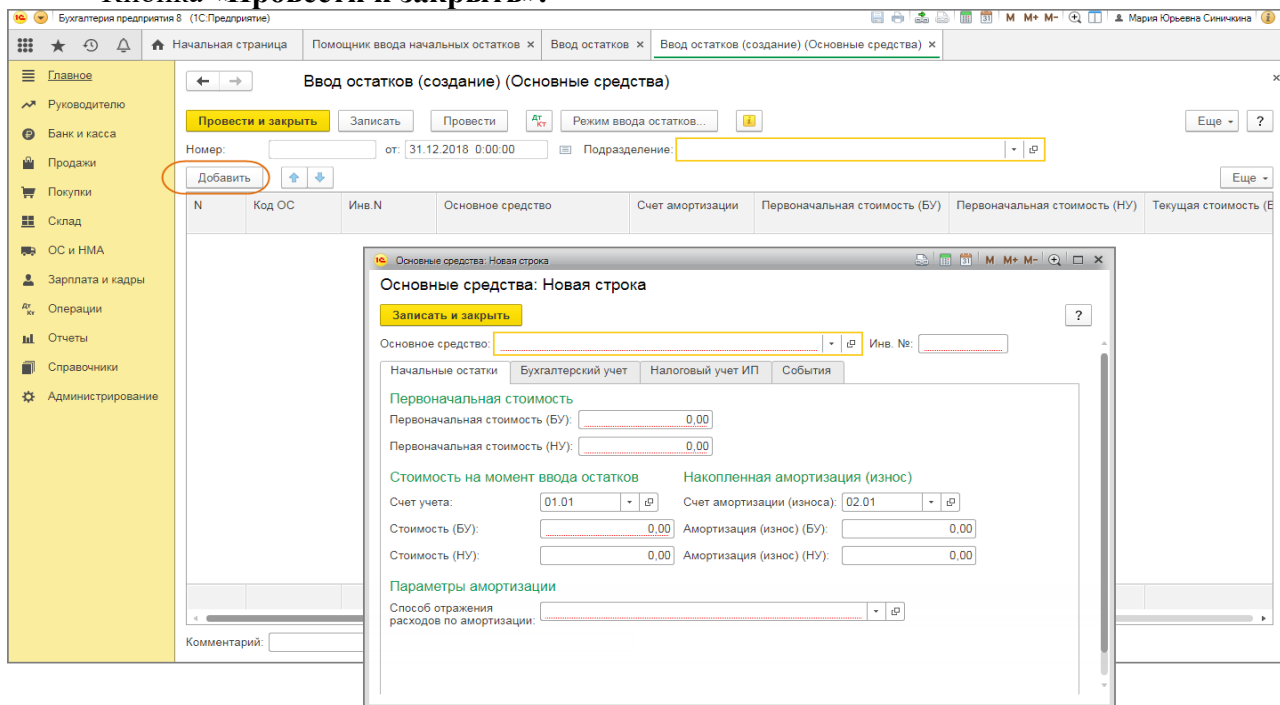 Кнопка «Провести и закрыть».
Бухгалтерия предприятия 8 (1С:Предприятие)
М М+ М- Мария Юрьевна Синичкина
Начальная страница Помощник ввода начальных остатков × Ввод остатков × Ввод остатков (создание) (Основные средства) ×
Главное
Руководителю
Банк и касса
Продажи
Покупки
Склад
ОС и НМА
Зарплата и кадры
Операции
Отчеты
Справочники
Администрирование
Ввод остатков (создание) (Основные средства)
Провести и закрыть Записать Провести Дт Кт Режим ввода остатков... Еще ?
Номер: от: 31.12.2018 0:00:00 Подразделение:
Добавить Еще
N Код ОС Инв.N Основное средство Счет амортизации Первоначальная стоимость (БУ) Первоначальная стоимость (НУ) Текущая стоимость (Б
Комментарий:
Основные средства: Новая строка М М+ М-
Основные средства: Новая строка
Записать и закрыть ?
Основное средство: Инв. №:
Начальные остатки Бухгалтерский учет Налоговый учет ИП События
Первоначальная стоимость
Первоначальная стоимость (БУ): 0,00
Первоначальная стоимость (НУ): 0,00
Стоимость на момент ввода остатков Накопленная амортизация (износ)
Счет учета: 01.01 Счет амортизации (износа): 02.01
Стоимость (БУ): 0,00 Амортизация (износ) (БУ): 0,00
Стоимость (НУ): 0,00 Амортизация (износ) (НУ): 0,00
Параметры амортизации
Способ отражения
расходов по амортизации: